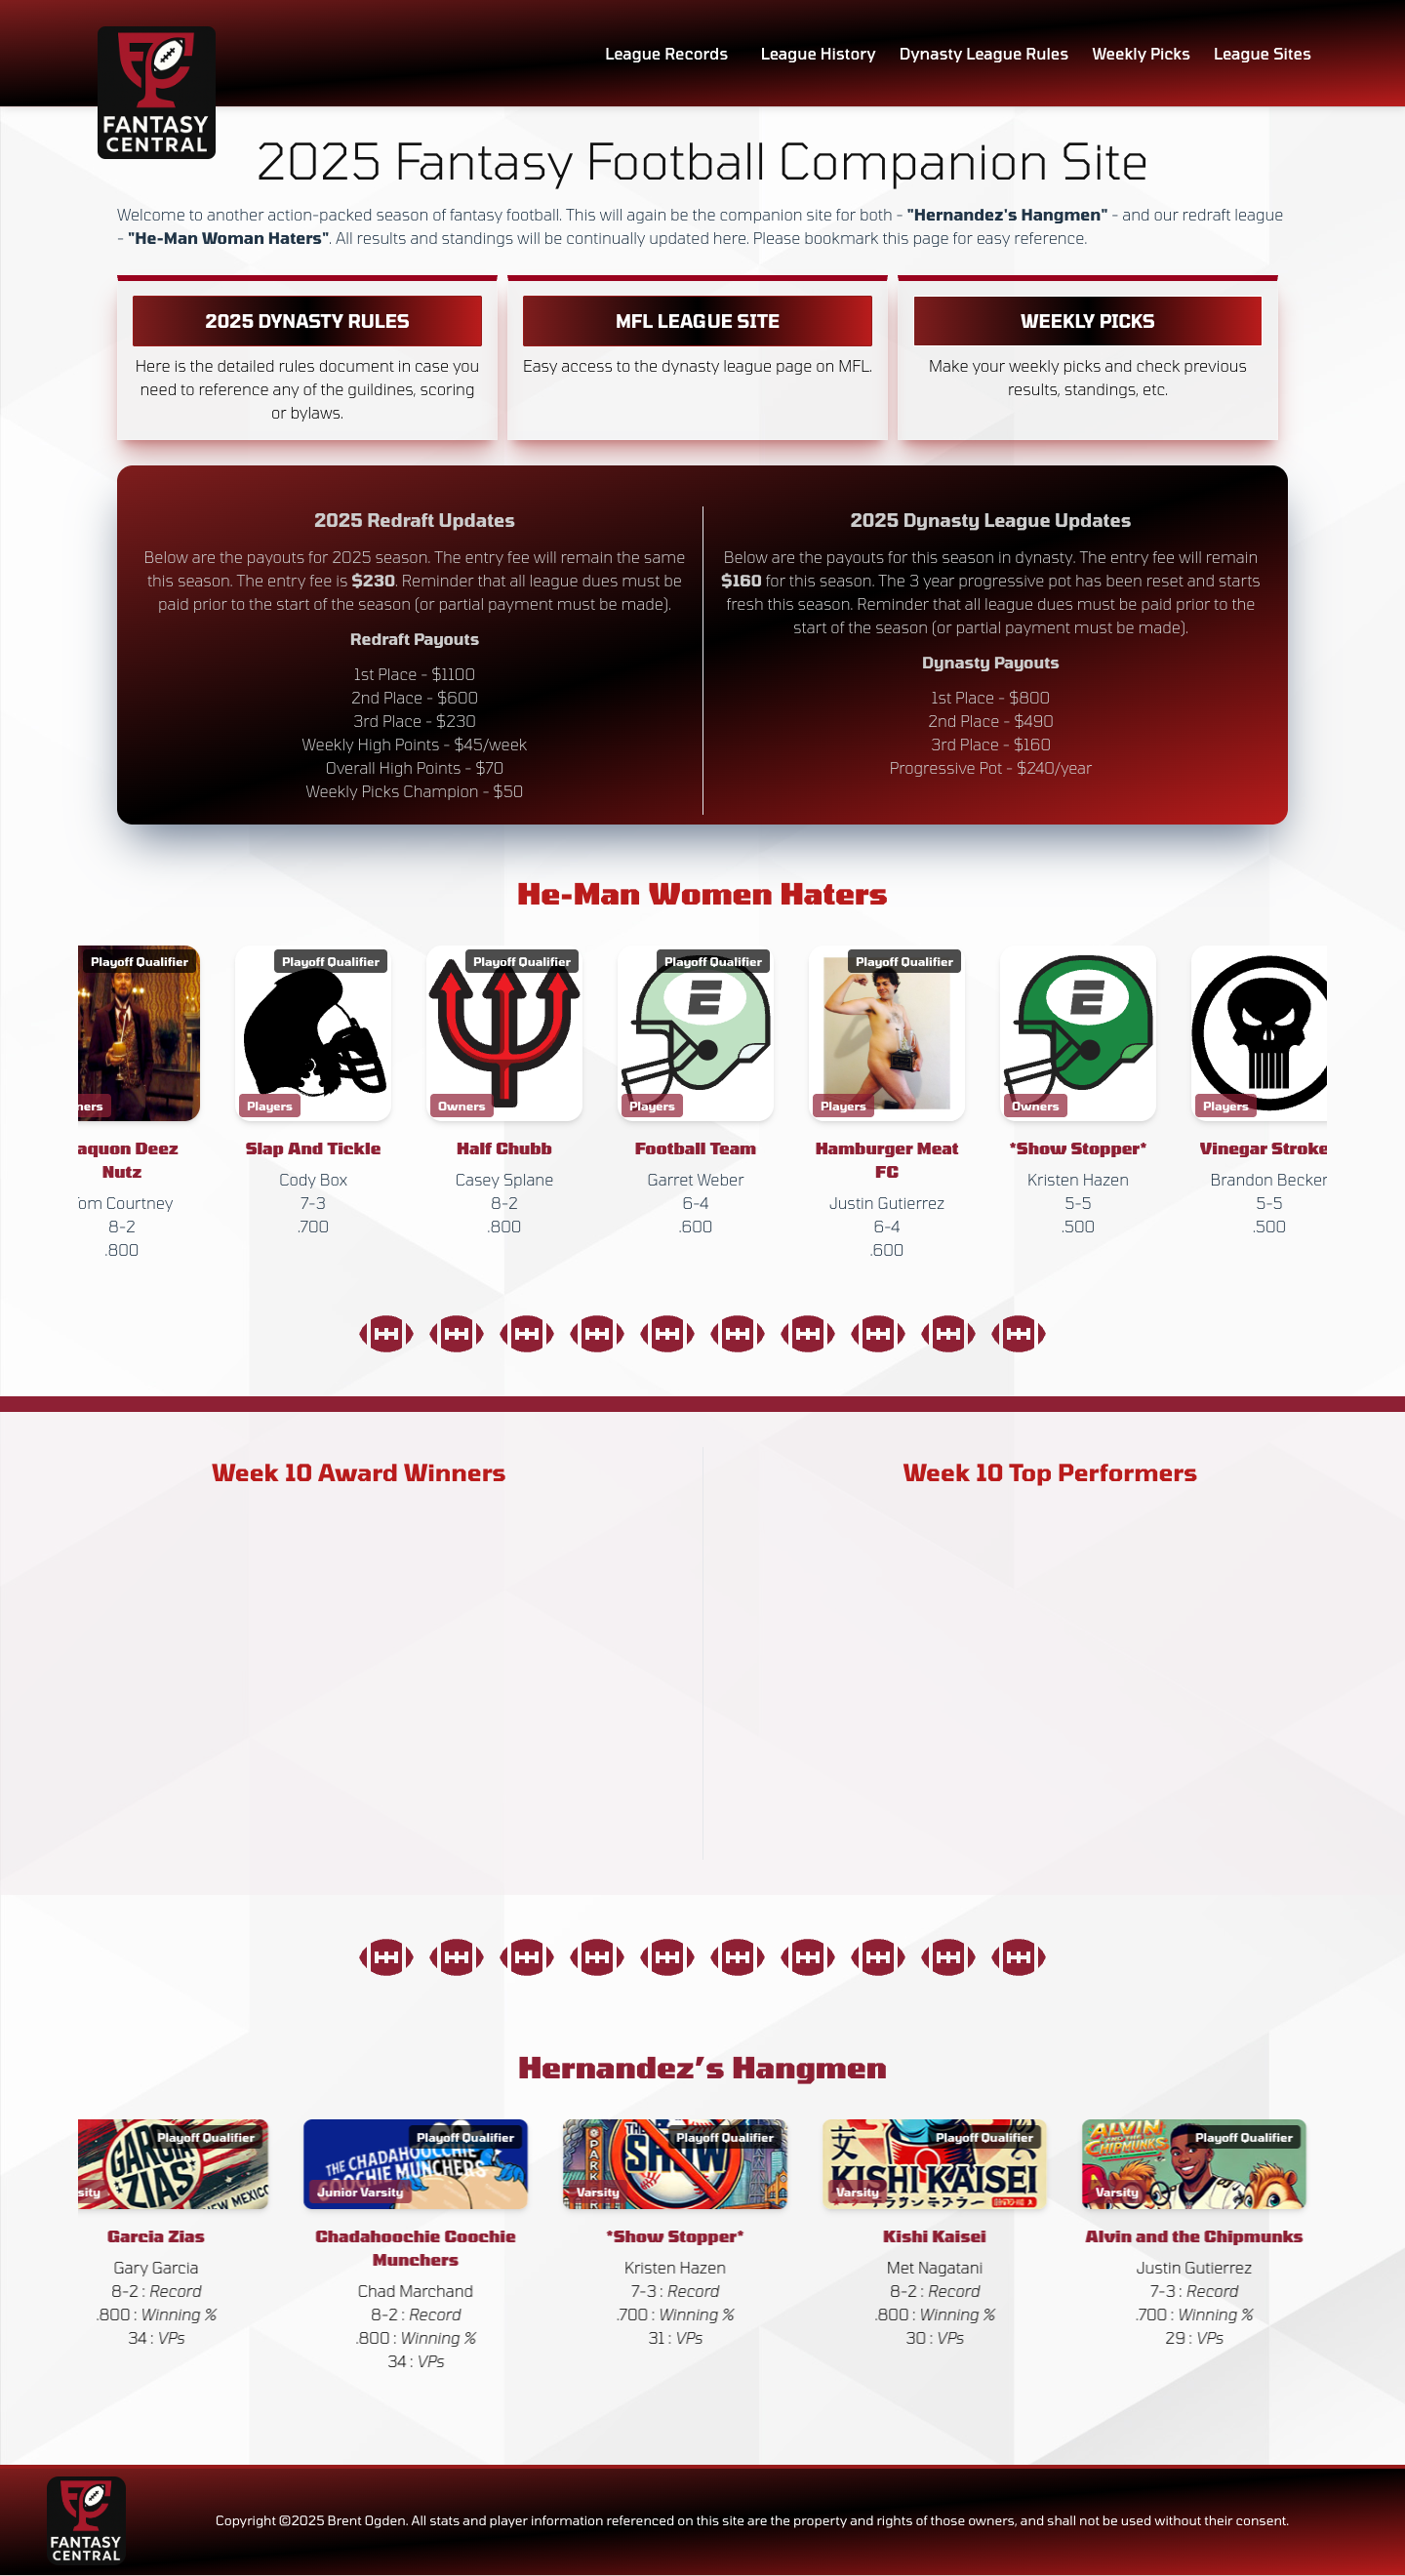 League Records League History Dynasty League Rules Weekly Picks League Sites
FANTASY
CENTRAL
2025 Fantasy Football Companion Site
Welcome to another action-packed season of fantasy football. This will again be the companion site for both - "Hernandez's Hangmen" - and our redraft league
- "He-Man Woman Haters". All results and standings will be continually updated here. Please bookmark this page for easy reference.
2025 DYNASTY RULES
Here is the detailed rules document in case you
need to reference any of the guildines, scoring
or bylaws.
MFL LEAGUE SITE
Easy access to the dynasty league page on MFL.
WEEKLY PICKS
Make your weekly picks and check previous
results, standings, etc.
2025 Redraft Updates
Below are the payouts for 2025 season. The entry fee will remain the same
this season. The entry fee is $230. Reminder that all league dues must be
paid prior to the start of the season (or partial payment must be made).
Redraft Payouts
1st Place - $1100
2nd Place - $600
3rd Place - $230
Weekly High Points - $45/week
Overall High Points - $70
Weekly Picks Champion - $50
2025 Dynasty League Updates
Below are the payouts for this season in dynasty. The entry fee will remain
$160 for this season. The 3 year progressive pot has been reset and starts
fresh this season. Reminder that all league dues must be paid prior to the
start of the season (or partial payment must be made).
Dynasty Payouts
1st Place - $800
2nd Place - $490
3rd Place - $160
Progressive Pot - $240/year
He-Man Women Haters
Playoff Qualifier
ners
aquon Deez
Nutz
om Courtney
8-2
.800
Playoff Qualifier
Players
Slap And Tickle
Cody Box
7-3
.700
Playoff Qualifier
Owners
Half Chubb
Casey Splane
8-2
.800
Playoff Qualifier
E
Players
Football Team
Garret Weber
6-4
.600
Playoff Qualifier
Players
Hamburger Meat
FC
Justin Gutierrez
6-4
.600
E
Owners
*Show Stopper*
Kristen Hazen
5-5
.500
Players
Vinegar Stroke
Brandon Becker
5-5
.500
Week 10 Award Winners
Week 10 Top Performers
Hernandez's Hangmen
Playoff Qualifier
GARCIA
ZIAS
NEW MEXICO
sity
Garcia Zias
Gary Garcia
8-2 : Record
.800 : Winning %
34 : VPs
Playoff Qualifier
THE CHADAHOOCCHIE
COOCHIE MUNCHERS
Junior Varsity
Chadahoochie Coochie
Munchers
Chad Marchand
8-2 : Record
.800 : Winning %
34 : VPs
Playoff Qualifier
THE
SHOW
PARK
Varsity
*Show Stopper*
Kristen Hazen
7-3 : Record
.700 : Winning %
31 : VPs
Playoff Qualifier
KISHI KAISEI
Varsity
Kishi Kaisei
Met Nagatani
8-2 : Record
.800 : Winning %
30 : VPs
ALVIN
AND THE
CHIPMUNKS
Playoff Qualifier
Varsity
Alvin and the Chipmunks
Justin Gutierrez
7-3 : Record
.700 : Winning %
29 : VPs
FANTASY
CENTRAL
Copyright ©2025 Brent Ogden. All stats and player information referenced on this site are the property and rights of those owners, and shall not be used without their consent.